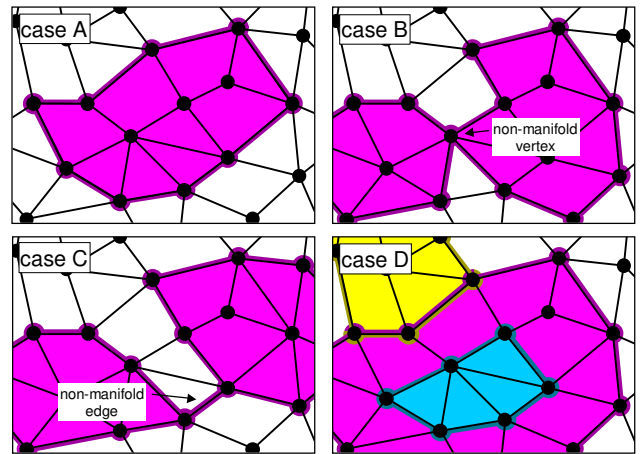 case A
case B
non-manifold
vertex
case C
non-manifold
edge
case D